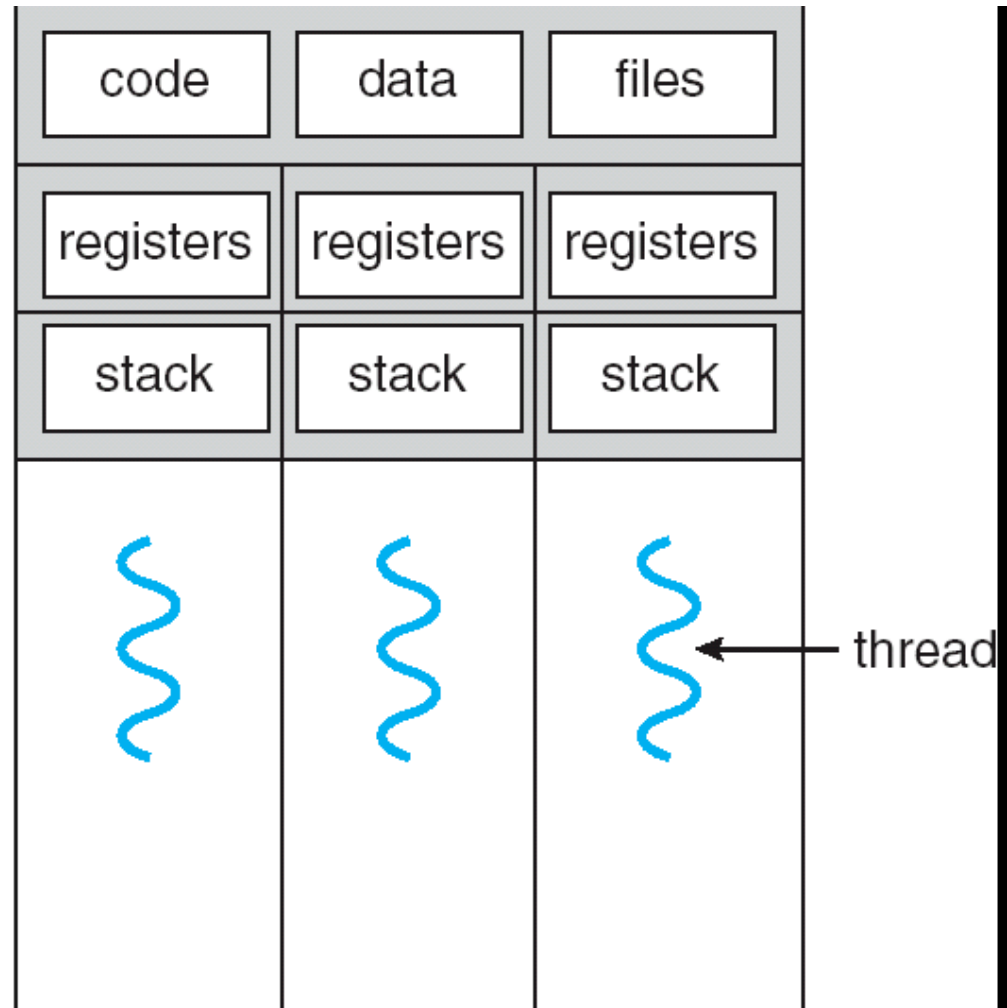 code data files
registers registers registers
stack stack stack
thread